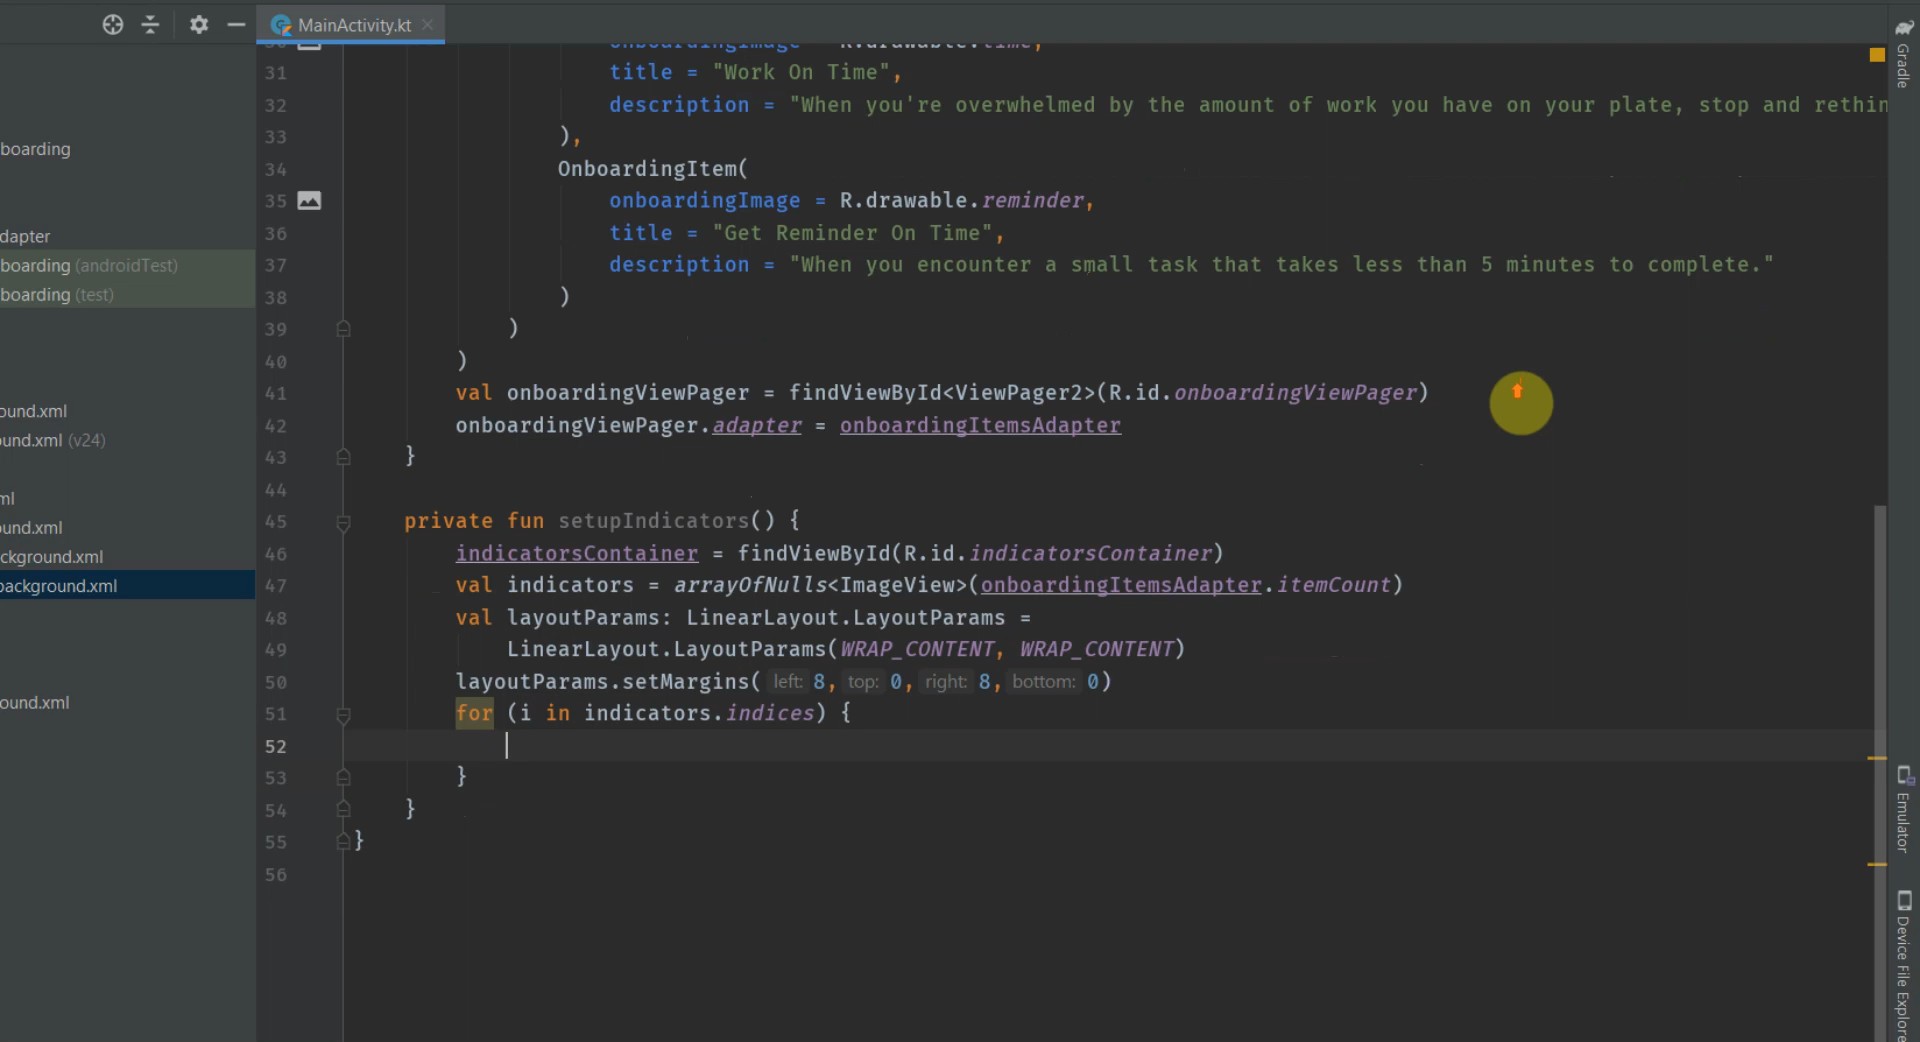 MainActivity.kt
31 title = "Work On Time",
32 description = "When you're overwhelmed by the amount of work you have on your plate, stop and rethin
33 ),
34 OnboardingItem(
35 onboardingImage = R.drawable.reminder,
36 title = "Get Reminder On Time",
37 description = "When you encounter a small task that takes less than 5 minutes to complete."
38 )
39 )
40 )
41 val onboardingViewPager = findViewById<ViewPager2>(R.id.onboardingViewPager)
42 onboardingViewPager.adapter = onboardingItemsAdapter
43 }
44
45 private fun setupIndicators() {
46 indicatorsContainer = findViewById(R.id.indicatorsContainer)
47 val indicators = arrayOfNulls<ImageView>(onboardingItemsAdapter.itemCount)
48 val layoutParams: LinearLayout.LayoutParams =
49 LinearLayout.LayoutParams(WRAP_CONTENT, WRAP_CONTENT)
50 layoutParams.setMargins( left: 8, top: 0, right: 8, bottom: 0)
51 for (i in indicators.indices) {
52
53 }
54 }
55 }
56
boarding
dapter
boarding (androidTest)
boarding (test)
ound.xml
ound.xml (v24)
ml
und.xml
ckground.xml
background.xml
ound.xml
Gradle
Emulator
Device File Explore